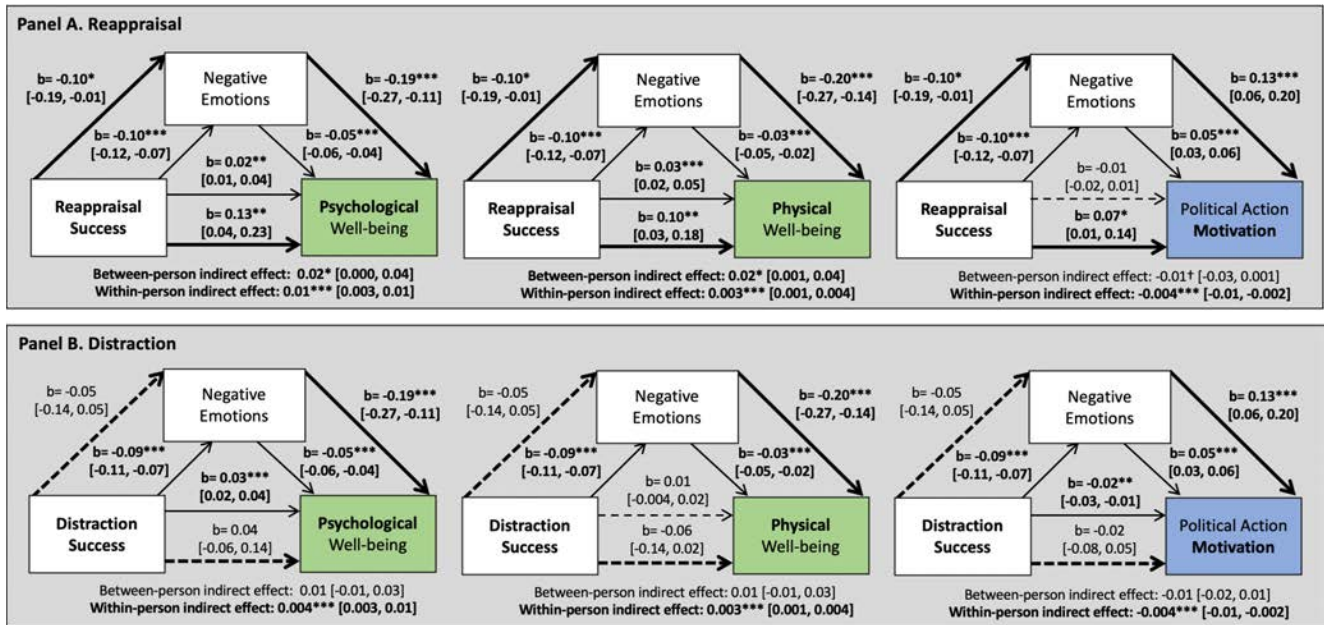 Panel A. Reappraisal
b= -0.10*
[-0.19, -0.01]
Negative
Emotions
b= -0.19***
[-0.27, -0.11]
b= -0.10***
[-0.12, -0.07]
b= -0.05***
[-0.06, -0.04]
b= 0.02**
[0.01, 0.04]
Reappraisal
Success
b= 0.13**
[0.04, 0.23]
Psychological
Well-being
Between-person indirect effect: 0.02* [0.000, 0.04]
Within-person indirect effect: 0.01*** [0.003, 0.01]
b= -0.10*
[-0.19, -0.01]
Negative
Emotions
b= -0.20***
[-0.27, -0.14]
b= -0.10***
[-0.12, -0.07]
b= -0.03***
[-0.05, -0.02]
b= 0.03***
[0.02, 0.05]
Reappraisal
Success
b= 0.10**
[0.03, 0.18]
Physical
Well-being
Between-person indirect effect: 0.02* [0.001, 0.04]
Within-person indirect effect: 0.003*** [0.001, 0.004]
b= -0.10*
[-0.19, -0.01]
Negative
Emotions
b= 0.13***
[0.06, 0.20]
b= -0.10***
[-0.12, -0.07]
b= 0.05***
[0.03, 0.06]
b= -0.01
[-0.02, 0.01]
Reappraisal
Success
b= 0.07*
[0.01, 0.14]
Political Action
Motivation
Between-person indirect effect: -0.01† [-0.03, 0.001]
Within-person indirect effect: -0.004*** [-0.01, -0.002]
Panel B. Distraction
b= -0.05
[-0.14, 0.05]
Negative
Emotions
b= -0.19***
[-0.27, -0.11]
b= -0.09***
[-0.11, -0.07]
b= -0.05***
[-0.06, -0.04]
b= 0.03***
[0.02, 0.04]
Distraction
Success
b= 0.04
[-0.06, 0.14]
Psychological
Well-being
Between-person indirect effect: 0.01 [-0.01, 0.03]
Within-person indirect effect: 0.004*** [0.003, 0.01]
b= -0.05
[-0.14, 0.05]
Negative
Emotions
b= -0.20***
[-0.27, -0.14]
b= -0.09***
[-0.11, -0.07]
b= -0.03***
[-0.05, -0.02]
b= 0.01
[-0.004, 0.02]
Distraction
Success
b= -0.06
[-0.14, 0.02]
Physical
Well-being
Between-person indirect effect: 0.01 [-0.01, 0.03]
Within-person indirect effect: 0.003*** [0.001, 0.004]
b= -0.05
[-0.14, 0.05]
Negative
Emotions
b= 0.13***
[0.06, 0.20]
b= -0.09***
[-0.11, -0.07]
b= 0.05***
[0.03, 0.06]
b= -0.02**
[-0.03, -0.01]
Distraction
Success
b= -0.02
[-0.08, 0.05]
Political Action
Motivation
Between-person indirect effect: -0.01 [-0.02, 0.01]
Within-person indirect effect: -0.004*** [-0.01, -0.002]